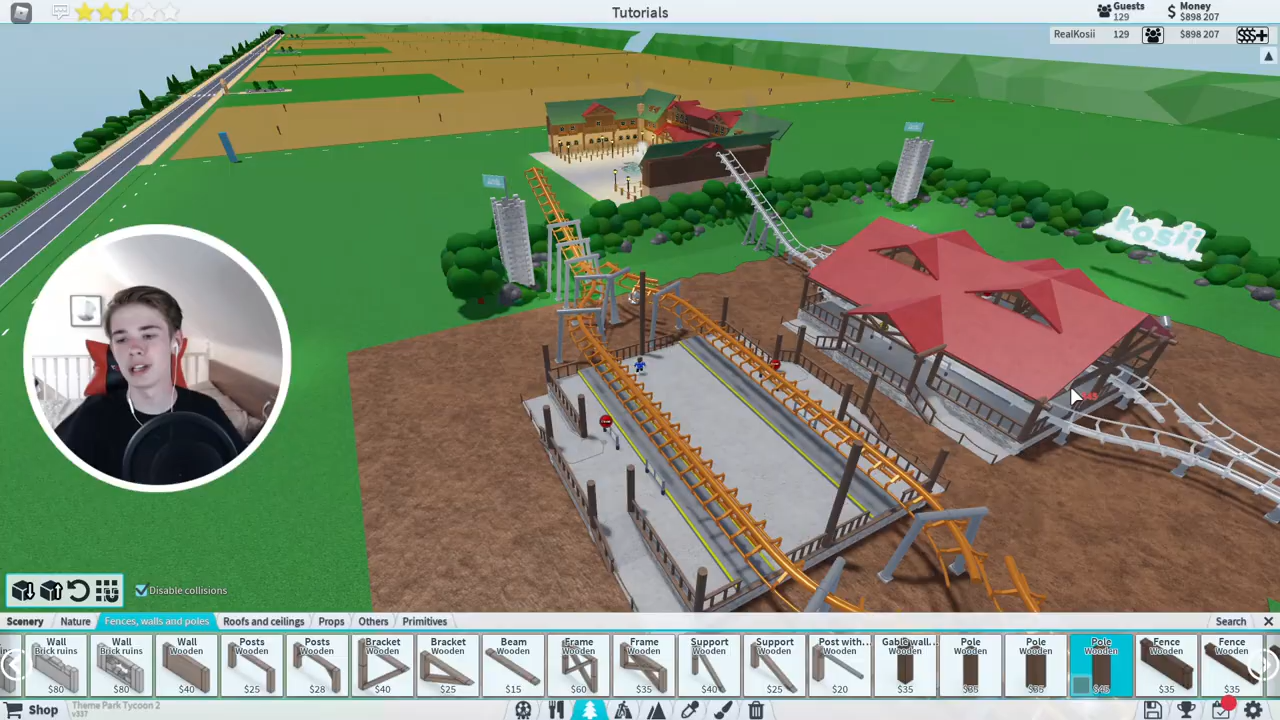 Tutorials
Guests
129
Money
$898 207
RealKosii 129 $898 207
$$$+
kosii
Disable collisions
Scenery Nature Fences, walls and poles Roofs and ceilings Props Others Primitives Search
Wall Brick ruins $80
Wall Brick ruins $80
Wall Wooden $40
Posts Wooden $25
Posts Wooden $28
Bracket Wooden $40
Bracket Wooden $25
Beam Wooden $15
Frame Wooden $60
Frame Wooden $35
Support Wooden $40
Support Wooden $25
Post with... Wooden $20
Gable wall... Wooden $35
Pole Wooden
Pole Wooden
Pole Wooden $45
Fence Wooden $35
Fence Wooden $35
Shop
Theme Park Tycoon 2
v337